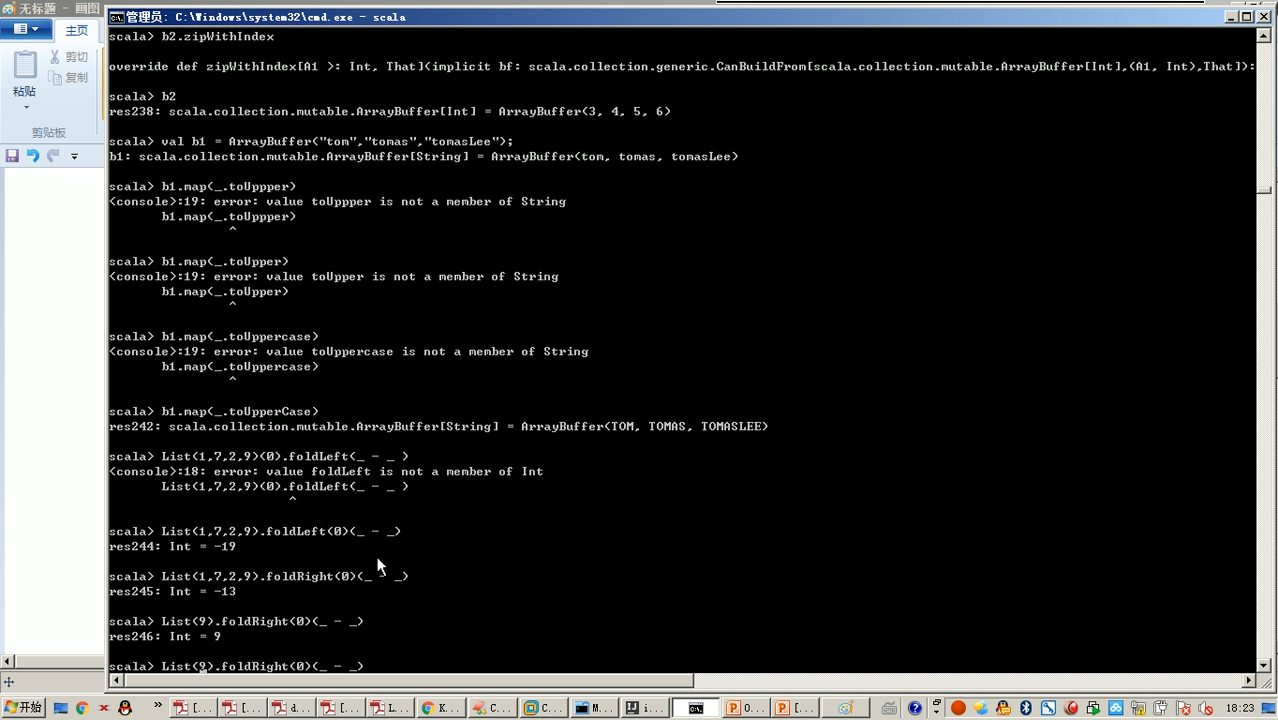 无标题 - 画图
管理员: C:\Windows\system32\cmd.exe - scala
主页
剪切
复制
粘贴
剪贴板
scala> b2.zipWithIndex
override def zipWithIndex[A1 >: Int, That](implicit bf: scala.collection.generic.CanBuildFrom[scala.collection.mutable.ArrayBuffer[Int],(A1, Int),That]):
scala> b2
res238: scala.collection.mutable.ArrayBuffer[Int] = ArrayBuffer(3, 4, 5, 6)
scala> val b1 = ArrayBuffer("tom","tomas","tomasLee");
b1: scala.collection.mutable.ArrayBuffer[String] = ArrayBuffer(tom, tomas, tomasLee)
scala> b1.map(_.toUppper)
<console>:19: error: value toUppper is not a member of String
b1.map(_.toUppper)
^
scala> b1.map(_.toUpper)
<console>:19: error: value toUpper is not a member of String
b1.map(_.toUpper)
^
scala> b1.map(_.toUppercase)
<console>:19: error: value toUppercase is not a member of String
b1.map(_.toUppercase)
^
scala> b1.map(_.toUpperCase)
res242: scala.collection.mutable.ArrayBuffer[String] = ArrayBuffer(TOM, TOMAS, TOMASLEE)
scala> List(1,7,2,9)(0).foldLeft(_ - _ )
<console>:18: error: value foldLeft is not a member of Int
List(1,7,2,9)(0).foldLeft(_ - _ )
^
scala> List(1,7,2,9).foldLeft(0)(_ - _)
res244: Int = -19
scala> List(1,7,2,9).foldRight(0)(_ - _)
res245: Int = -13
scala> List(9).foldRight(0)(_ - _)
res246: Int = 9
scala> List(9).foldRight(0)(_ - _)
开始 [... [... d... [... L... K... C... C... M... i... O... [... 18:23